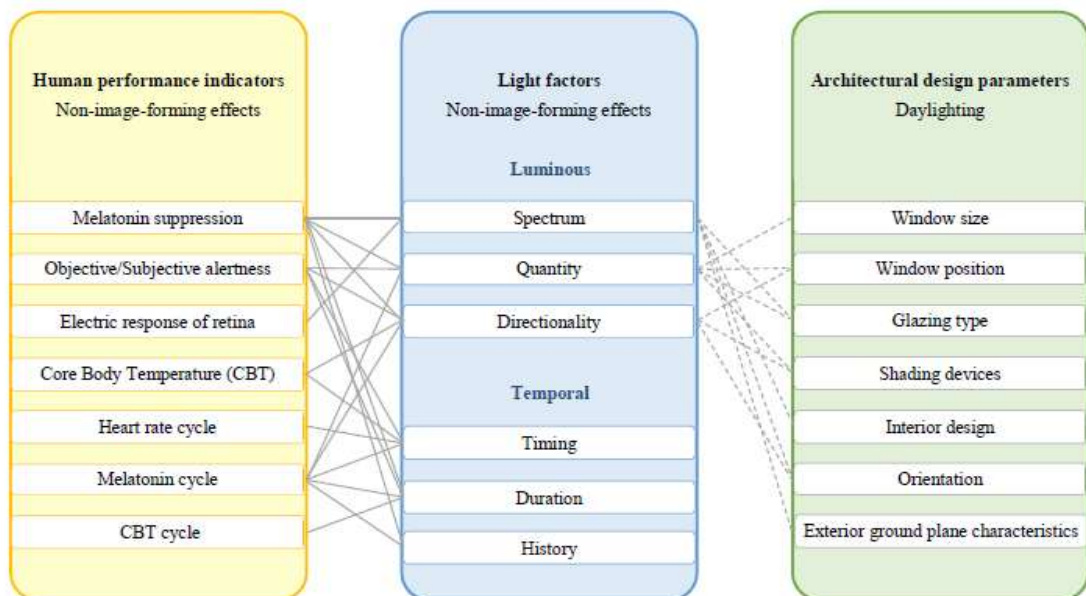 Human performance indicators
Non-image-forming effects
Melatonin suppression
Objective/Subjective alertness
Electric response of retina
Core Body Temperature (CBT)
Heart rate cycle
Melatonin cycle
CBT cycle
Light factors
Non-image-forming effects
Luminous
Spectrum
Quantity
Directionality
Temporal
Timing
Duration
History
Architectural design parameters
Daylighting
Window size
Window position
Glazing type
Shading devices
Interior design
Orientation
Exterior ground plane characteristics